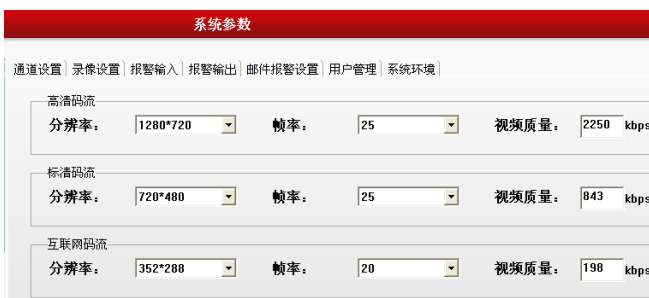 系统参数
通道设置 录像设置 报警输入 报警输出 邮件报警设置 用户管理 系统环境
高清码流
分辨率： 1280*720 帧率： 25 视频质量： 2250 kbps
标清码流
分辨率： 720*480 帧率： 25 视频质量： 843 kbps
互联网码流
分辨率： 352*288 帧率： 20 视频质量： 198 kbps